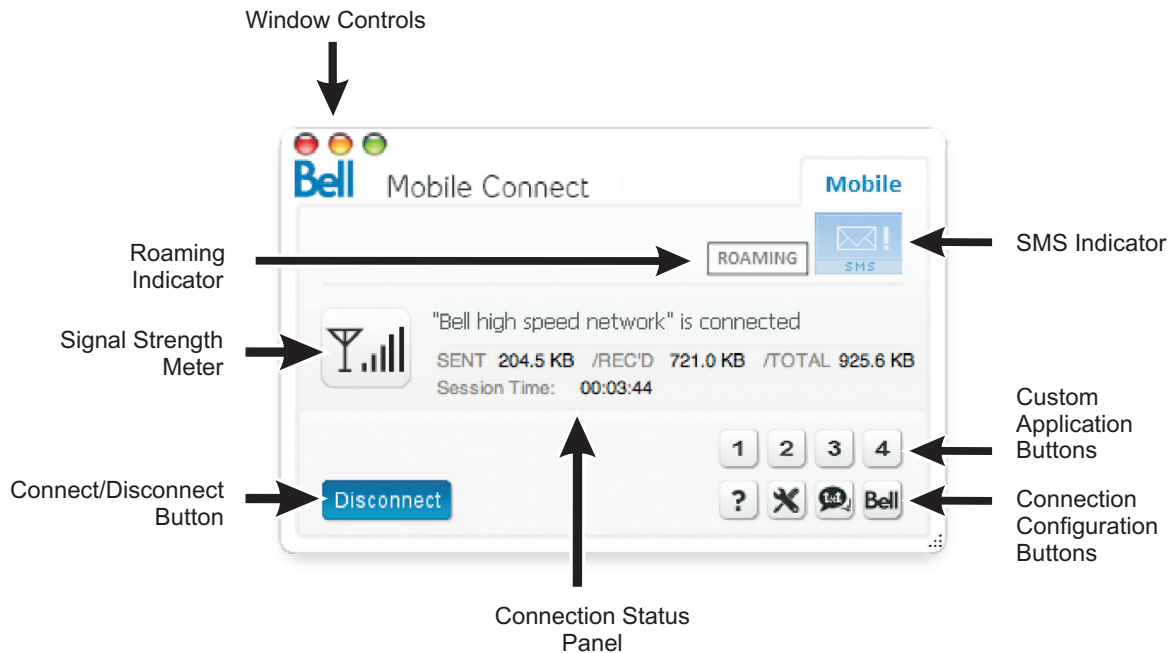 Window Controls
Bell Mobile Connect
Mobile
Roaming
Indicator
ROAMING
SMS
SMS Indicator
Signal Strength
Meter
"Bell high speed network" is connected
SENT 204.5 KB /REC'D 721.0 KB /TOTAL 925.6 KB
Session Time: 00:03:44
Custom
Application
Buttons
1 2 3 4
Connect/Disconnect
Button
Disconnect
? Bell
Connection
Configuration
Buttons
Connection Status
Panel